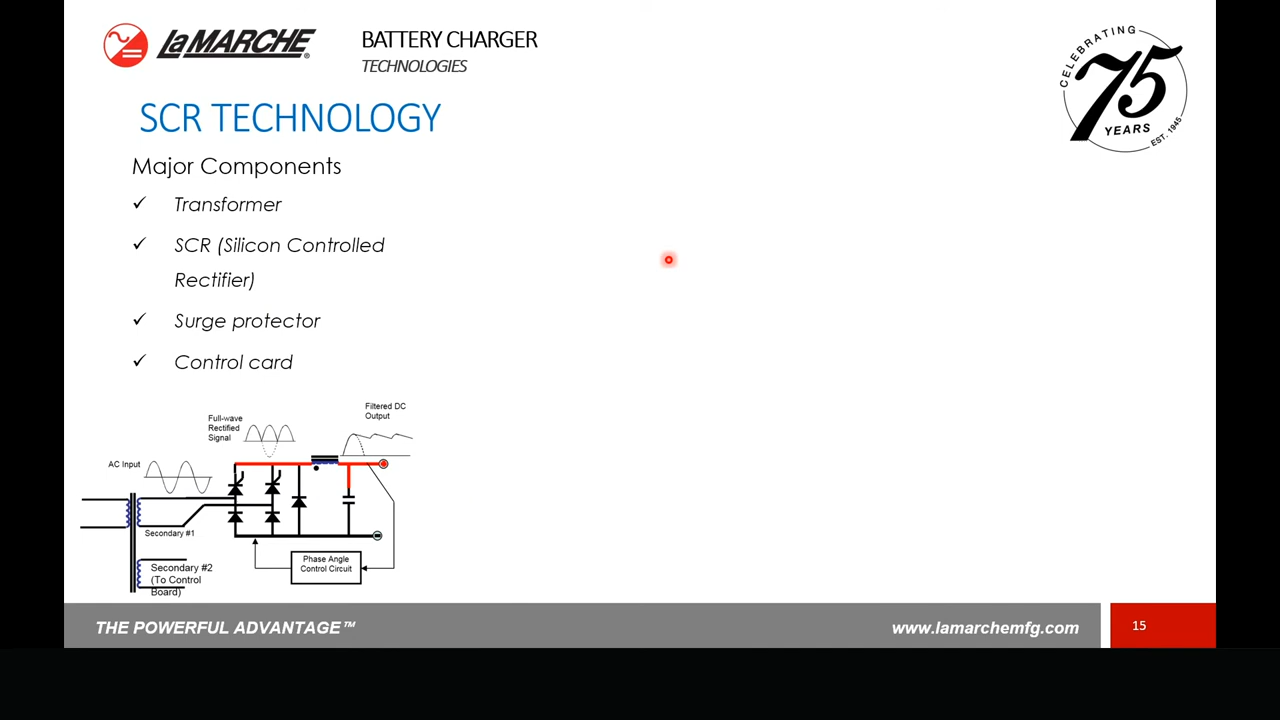 LaMARCHE®
BATTERY CHARGER
TECHNOLOGIES
CELEBRATING
75
YEARS
EST. 1945
SCR TECHNOLOGY
Major Components
✓ Transformer
✓ SCR (Silicon Controlled
Rectifier)
✓ Surge protector
✓ Control card
Filtered DC
Output
Full-wave
Rectified
Signal
AC Input
Secondary #1
Phase Angle
Control Circuit
Secondary #2
(To Control
Board)
THE POWERFUL ADVANTAGE™
www.lamarchemfg.com
15